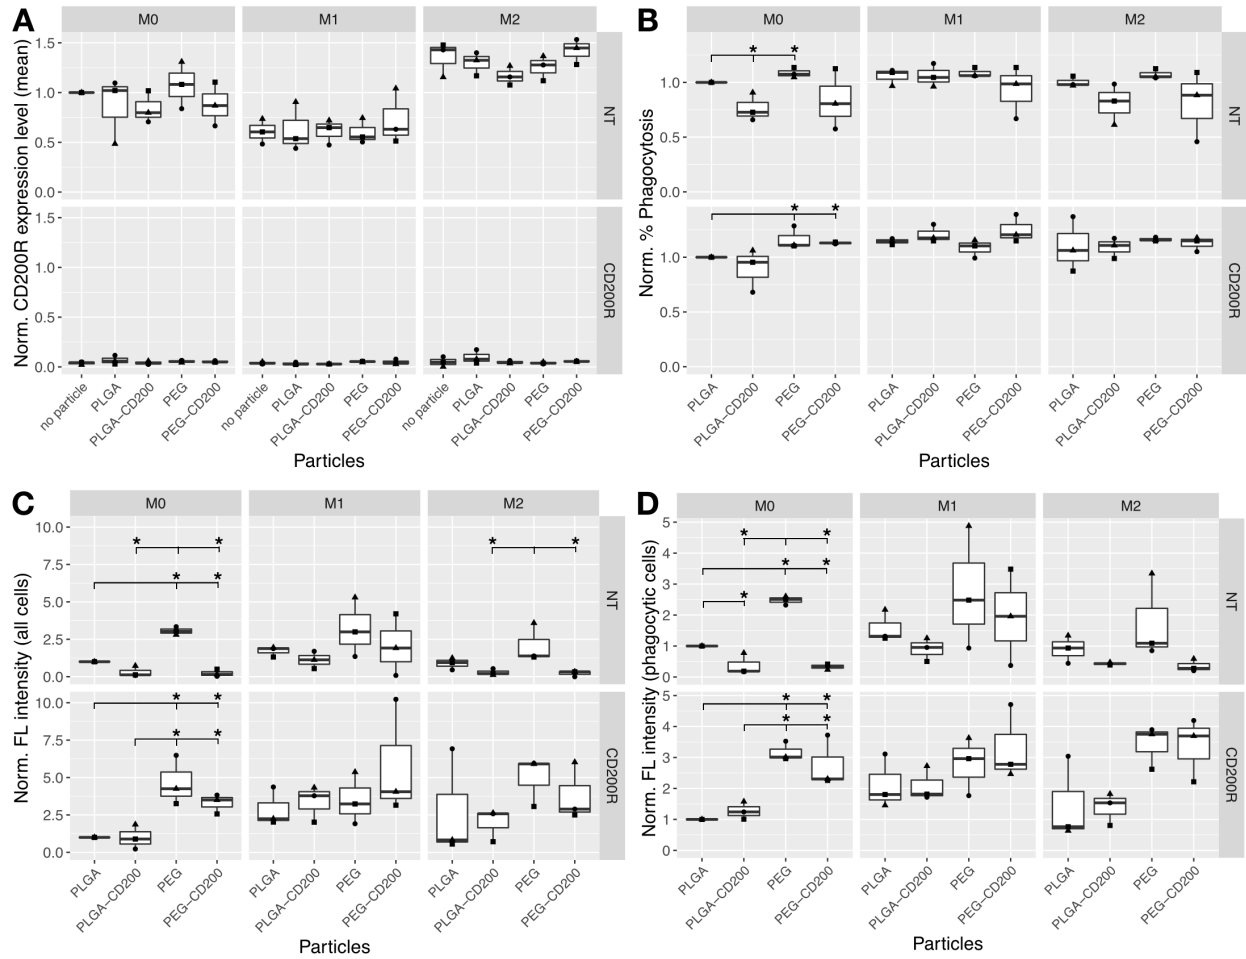 A
M0 M1 M2
Norm. CD200R expression level (mean)
1.5
1.0
0.5
0.0
NT
1.5
1.0
0.5
0.0
CD200R
no particle PLGA PLGA−CD200 PEG PEG−CD200 no particle PLGA PLGA−CD200 PEG PEG−CD200 no particle PLGA PLGA−CD200 PEG PEG−CD200
Particles
B
M0 M1 M2
Norm. % Phagocytosis
* *
1.0
0.5
0.0
NT
* *
1.0
0.5
0.0
CD200R
PLGA PLGA−CD200 PEG PEG−CD200 PLGA PLGA−CD200 PEG PEG−CD200 PLGA PLGA−CD200 PEG PEG−CD200
Particles
C
M0 M1 M2
Norm. FL intensity (all cells)
10.0
* * * *
7.5
* *
5.0
2.5
0.0
NT
10.0
* *
7.5
* *
5.0
2.5
0.0
CD200R
PLGA PLGA−CD200 PEG PEG−CD200 PLGA PLGA−CD200 PEG PEG−CD200 PLGA PLGA−CD200 PEG PEG−CD200
Particles
D
M0 M1 M2
Norm. FL intensity (phagocytic cells)
5
* *
4
* *
3
*
2
1
0
NT
5
* *
4
* *
3
2
1
0
CD200R
PLGA PLGA−CD200 PEG PEG−CD200 PLGA PLGA−CD200 PEG PEG−CD200 PLGA PLGA−CD200 PEG PEG−CD200
Particles